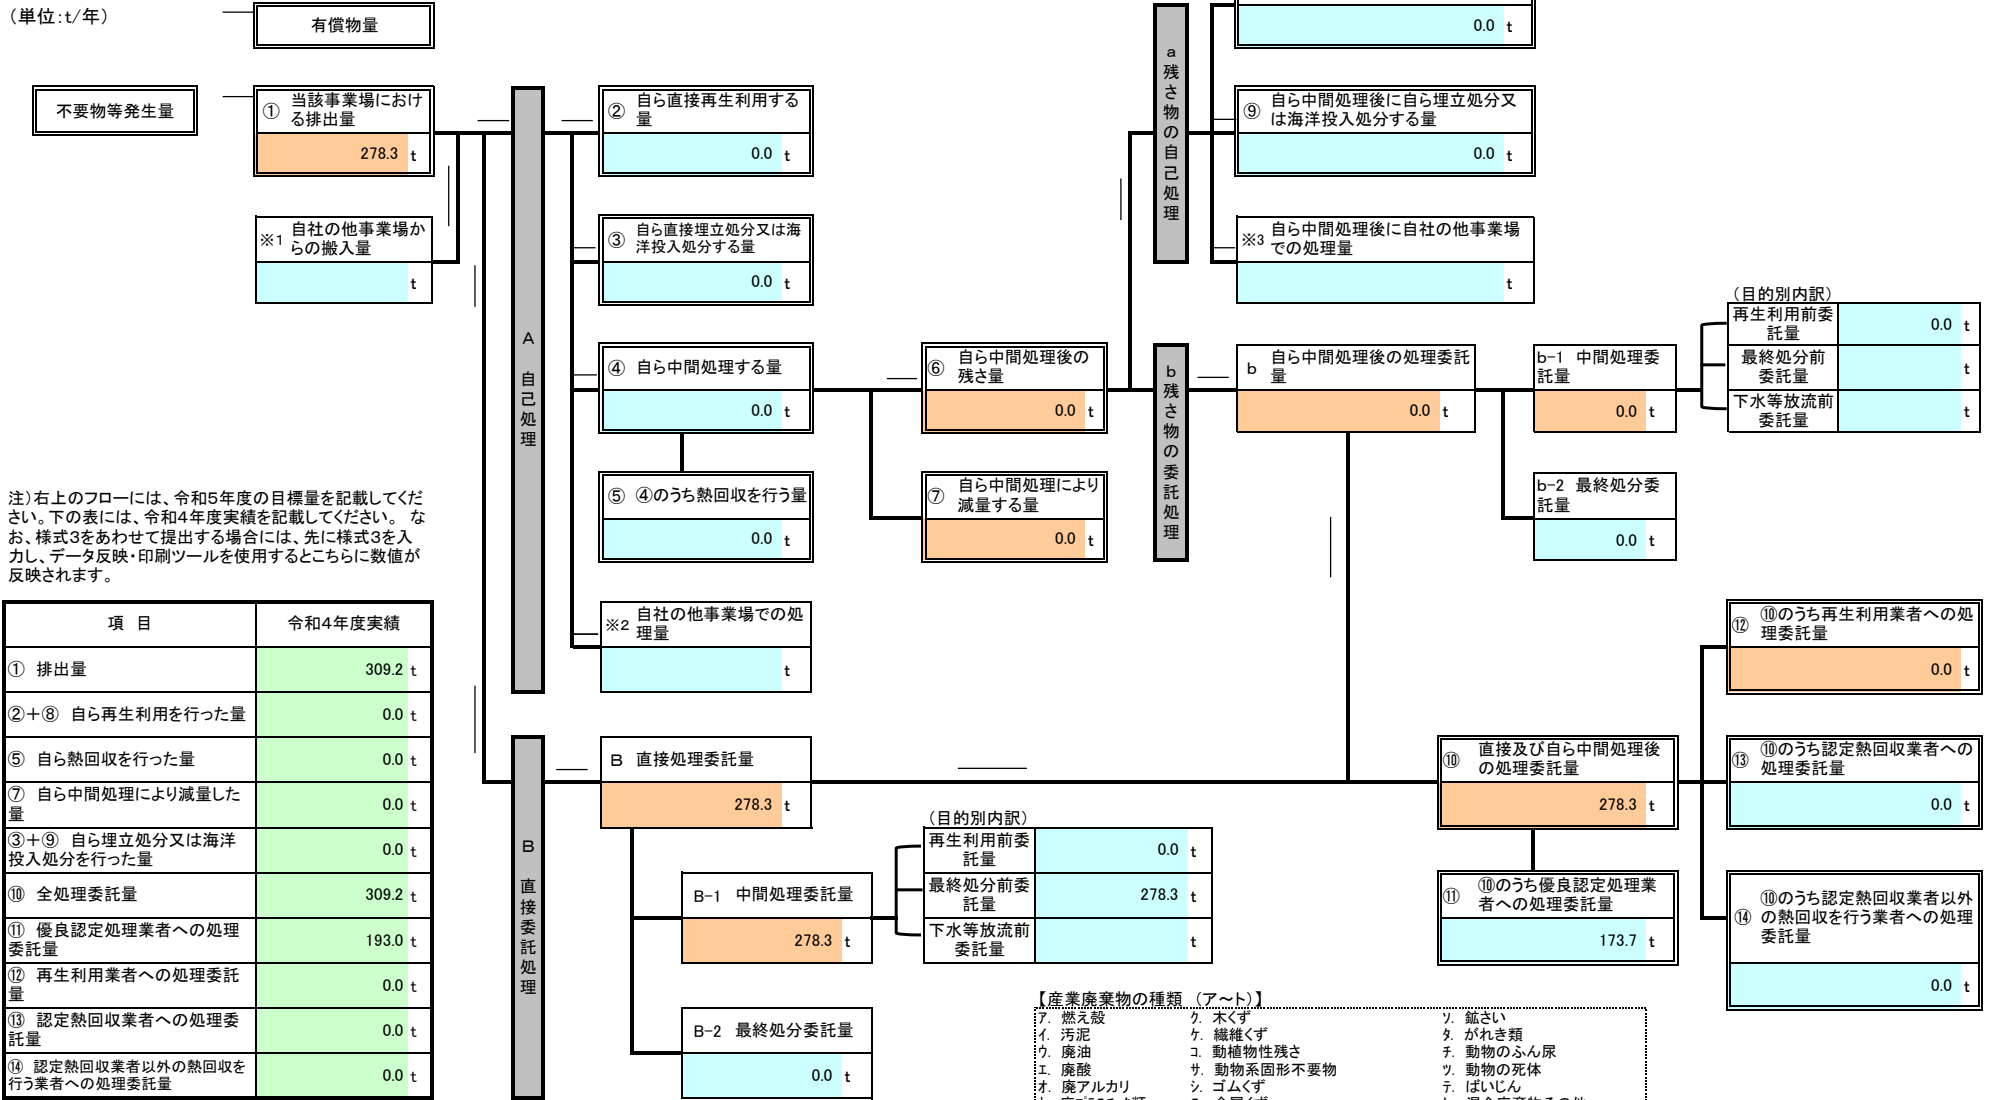 （単位:t/年）
有償物量
0.0 t
不要物等発生量
① 当該事業場におけ
る排出量
278.3 t
※1 自社の他事業場か
らの搬入量
t
A 自己処理
② 自ら直接再生利用する
量
0.0 t
③ 自ら直接埋立処分又は海
洋投入処分する量
0.0 t
④ 自ら中間処理する量
0.0 t
⑤ ④のうち熱回収を行う量
0.0 t
※2 自社の他事業場での処
理量
t
⑥ 自ら中間処理後の
残さ量
0.0 t
⑦ 自ら中間処理により
減量する量
0.0 t
a 残さ物の自己処理
⑨ 自ら中間処理後に自ら埋立処分又
は海洋投入処分する量
0.0 t
※3 自ら中間処理後に自社の他事業場
での処理量
t
b 残さ物の委託処理
b 自ら中間処理後の処理委託
量
0.0 t
b-1 中間処理委
託量
0.0 t
b-2 最終処分委
託量
0.0 t
（目的別内訳）
再生利用前委
託量
0.0 t
最終処分前
委託量
t
下水等放流前
委託量
t
注）右上のフローには、令和5年度の目標量を記載してくだ
さい。下の表には、令和4年度実績を記載してください。 な
お、様式3をあわせて提出する場合には、先に様式3を入
力し、データ反映・印刷ツールを使用するとこちらに数値が
反映されます。
項 目 令和4年度実績
① 排出量 309.2 t
②＋⑧ 自ら再生利用を行った量 0.0 t
⑤ 自ら熱回収を行った量 0.0 t
⑦ 自ら中間処理により減量した
量 0.0 t
③＋⑨ 自ら埋立処分又は海洋
投入処分を行った量 0.0 t
⑩ 全処理委託量 309.2 t
⑪ 優良認定処理業者への処理
委託量 193.0 t
⑫ 再生利用業者への処理委託
量 0.0 t
⑬ 認定熱回収業者への処理委
託量 0.0 t
⑭ 認定熱回収業者以外の熱回収を
行う業者への処理委託量 0.0 t
B 直接委託処理
B 直接処理委託量
278.3 t
B-1 中間処理委託量
278.3 t
B-2 最終処分委託量
0.0 t
（目的別内訳）
再生利用前委
託量
0.0 t
最終処分前委
託量
278.3 t
下水等放流前
委託量
t
⑩ 直接及び自ら中間処理後
の処理委託量
278.3 t
⑪ ⑩のうち優良認定処理業
者への処理委託量
173.7 t
⑫ ⑩のうち再生利用業者への処
理委託量
0.0 t
⑬ ⑩のうち認定熱回収業者への
処理委託量
0.0 t
⑭ ⑩のうち認定熱回収業者以外
の熱回収を行う業者への処理
委託量
0.0 t
【産業廃棄物の種類 （ア～ト）】
ア. 燃え殻 ク. 木くず ソ. 鉱さい
イ. 汚泥 ケ. 繊維くず タ. がれき類
ウ. 廃油 コ. 動植物性残さ チ. 動物のふん尿
エ. 廃酸 サ. 動物系固形不要物 ツ. 動物の死体
オ. 廃アルカリ シ. ゴムくず テ. ばいじん